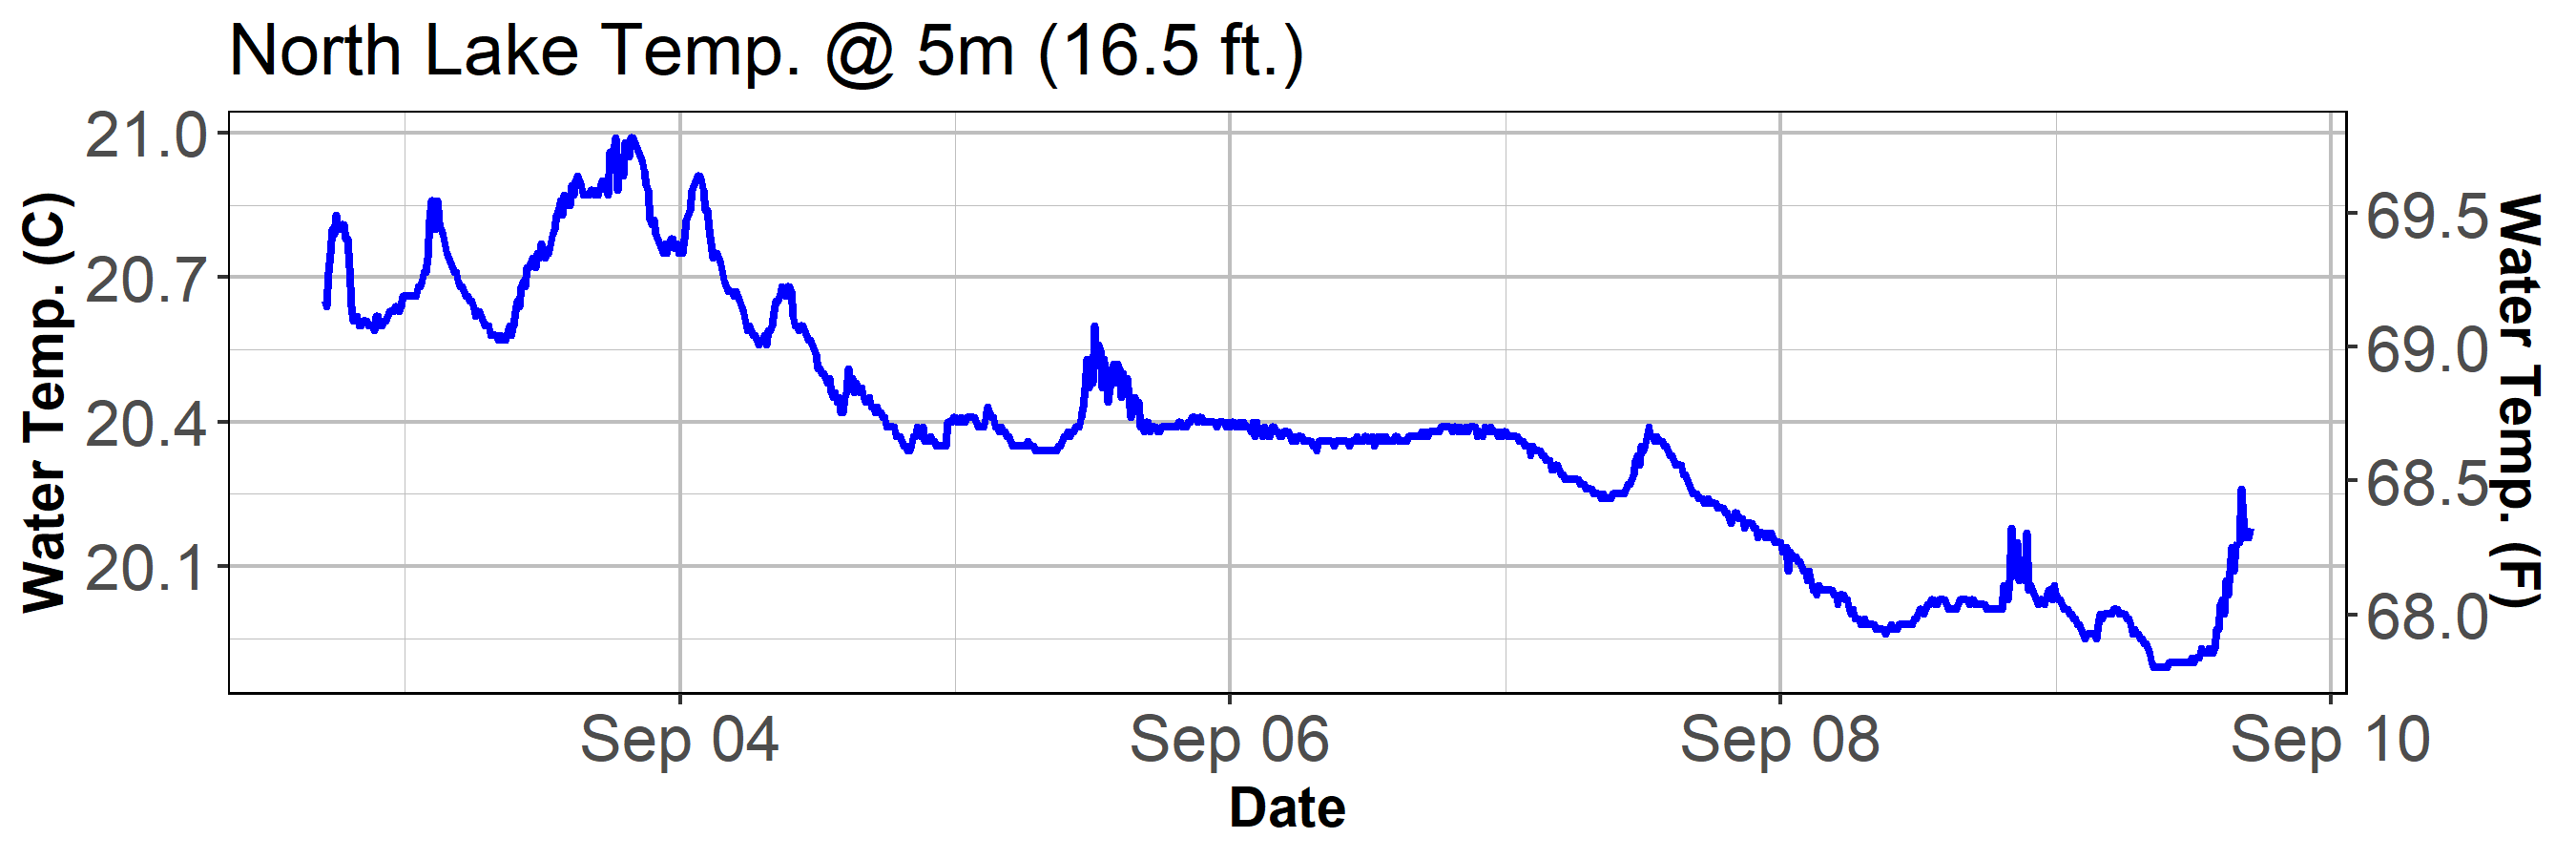 North Lake Temp. @ 5m (16.5 ft.)
Water Temp. (C)
21.0
20.7
20.4
20.1
69.5
69.0
68.5
68.0
Water Temp. (F)
Sep 04
Sep 06
Sep 08
Sep 10
Date